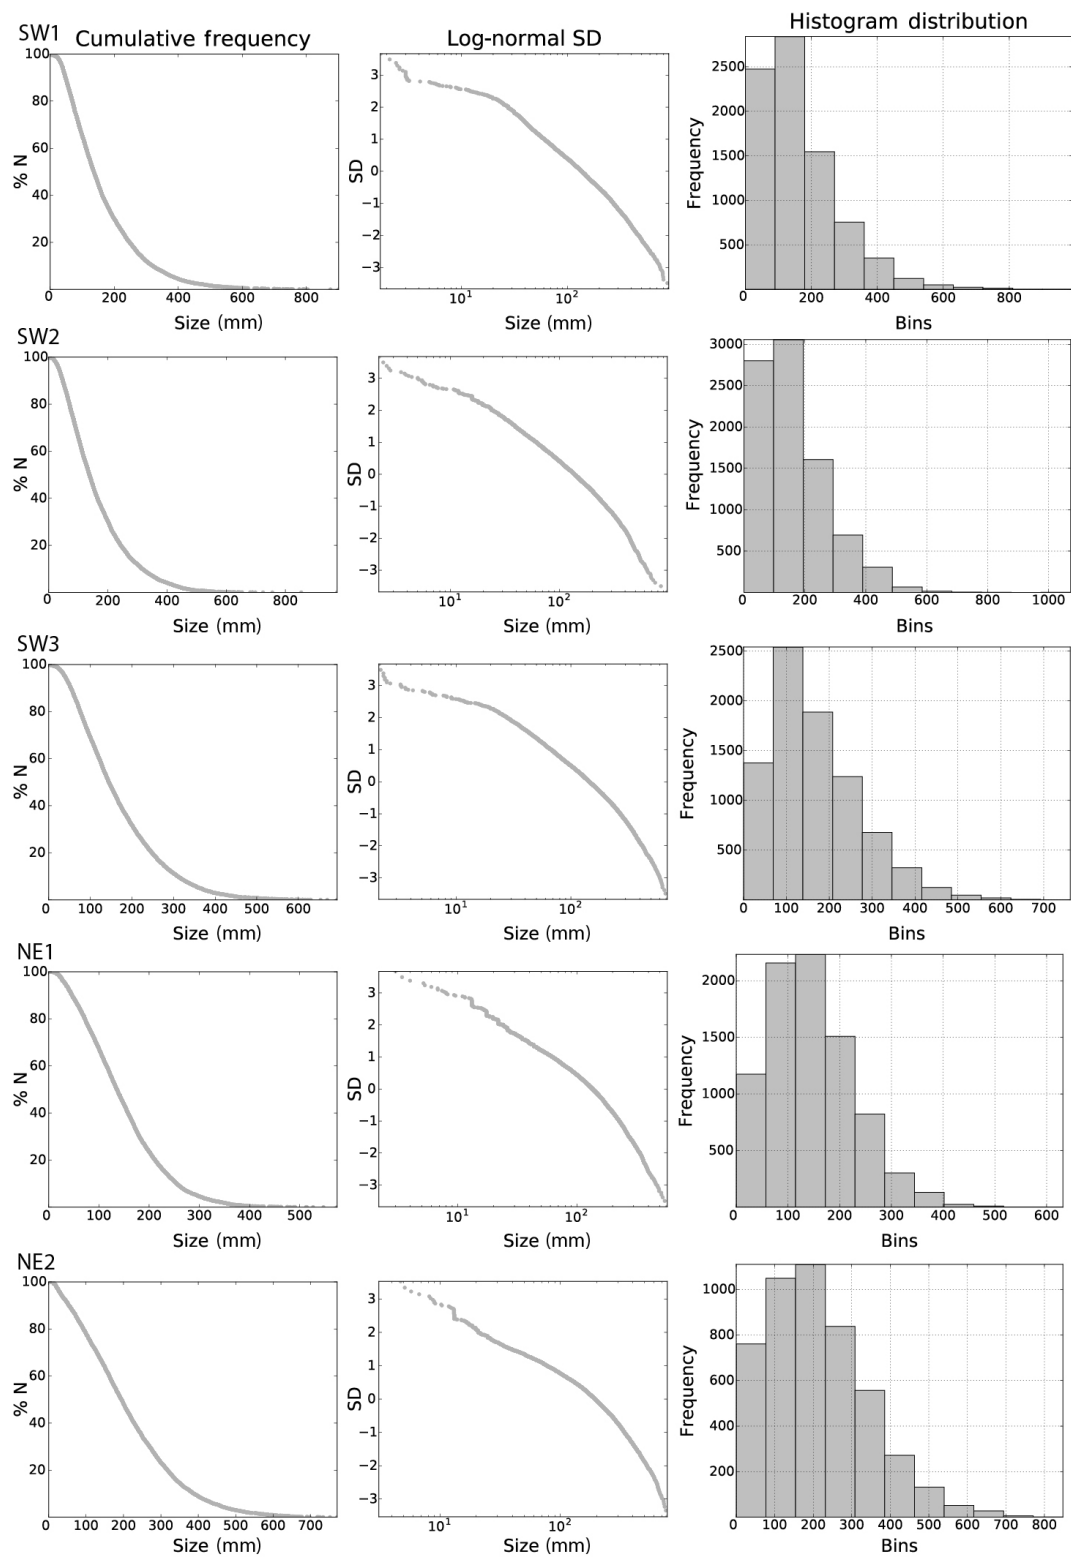 SW1
Cumulative frequency
Log-normal SD
Histogram distribution
100
80
60
40
20
% N
0 200 400 600 800
Size (mm)
3
2
1
0
−1
−2
−3
SD
10¹ 10²
Size (mm)
2500
2000
1500
1000
500
Frequency
0 200 400 600 800
Bins
SW2
100
80
60
40
20
% N
0 200 400 600 800
Size (mm)
3
2
1
0
−1
−2
−3
SD
10¹ 10²
Size (mm)
3000
2500
2000
1500
1000
500
Frequency
0 200 400 600 800 1000
Bins
SW3
100
80
60
40
20
% N
0 100 200 300 400 500 600
Size (mm)
3
2
1
0
−1
−2
−3
SD
10¹ 10²
Size (mm)
2500
2000
1500
1000
500
Frequency
0 100 200 300 400 500 600 700
Bins
NE1
100
80
60
40
20
% N
0 100 200 300 400 500
Size (mm)
3
2
1
0
−1
−2
−3
SD
10¹ 10²
Size (mm)
2000
1500
1000
500
Frequency
0 100 200 300 400 500 600
Bins
NE2
100
80
60
40
20
% N
0 100 200 300 400 500 600 700
Size (mm)
3
2
1
0
−1
−2
−3
SD
10¹ 10²
Size (mm)
1000
800
600
400
200
Frequency
0 100 200 300 400 500 600 700 800
Bins